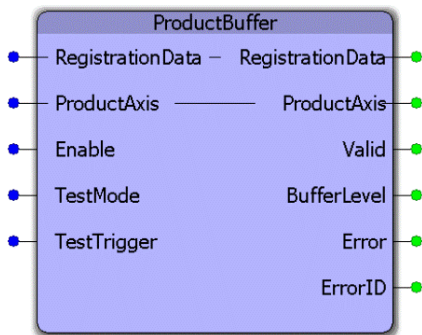 ProductBuffer
RegistrationData RegistrationData
ProductAxis ProductAxis
Enable Valid
TestMode BufferLevel
TestTrigger Error
ErrorID